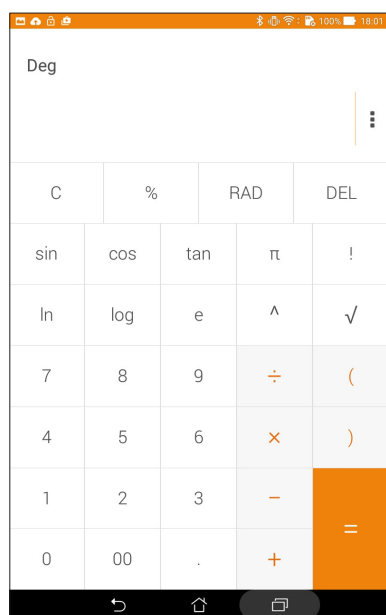 100% 18:01
Deg
C % RAD DEL
sin cos tan π !
ln log e ^ √
7 8 9 ÷ (
4 5 6 × )
1 2 3 −
=
0 00 . +